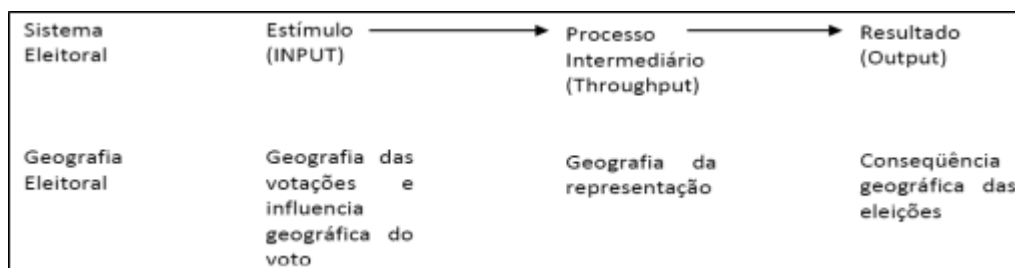 Sistema
Eleitoral
Estímulo
(INPUT)
Processo
Intermediário
(Throughput)
Resultado
(Output)
Geografia
Eleitoral
Geografia das
votações e
influencia
geográfica do
voto
Geografia da
representação
Conseqüência
geográfica das
eleições